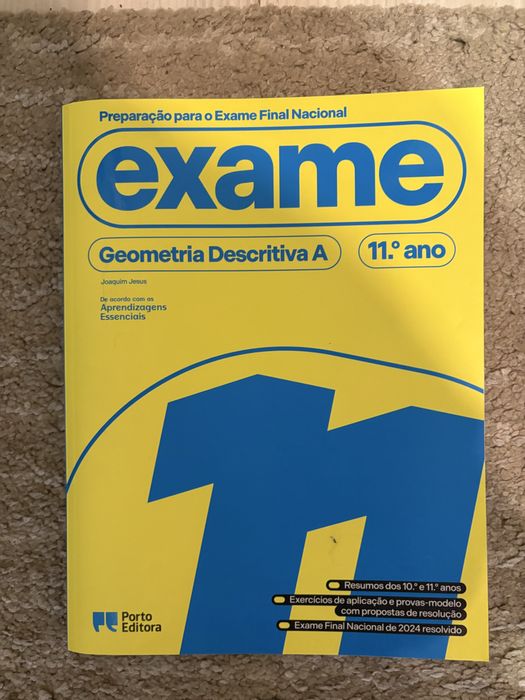 Preparação para o Exame Final Nacional
exame
Geometria Descritiva A
11.º ano
Joaquim Jesus
De acordo com as
Aprendizagens
Essenciais
11
Resumos dos 10.º e 11.º anos
Exercícios de aplicação e provas-modelo
com propostas de resolução
Exame Final Nacional de 2024 resolvido
Porto
Editora